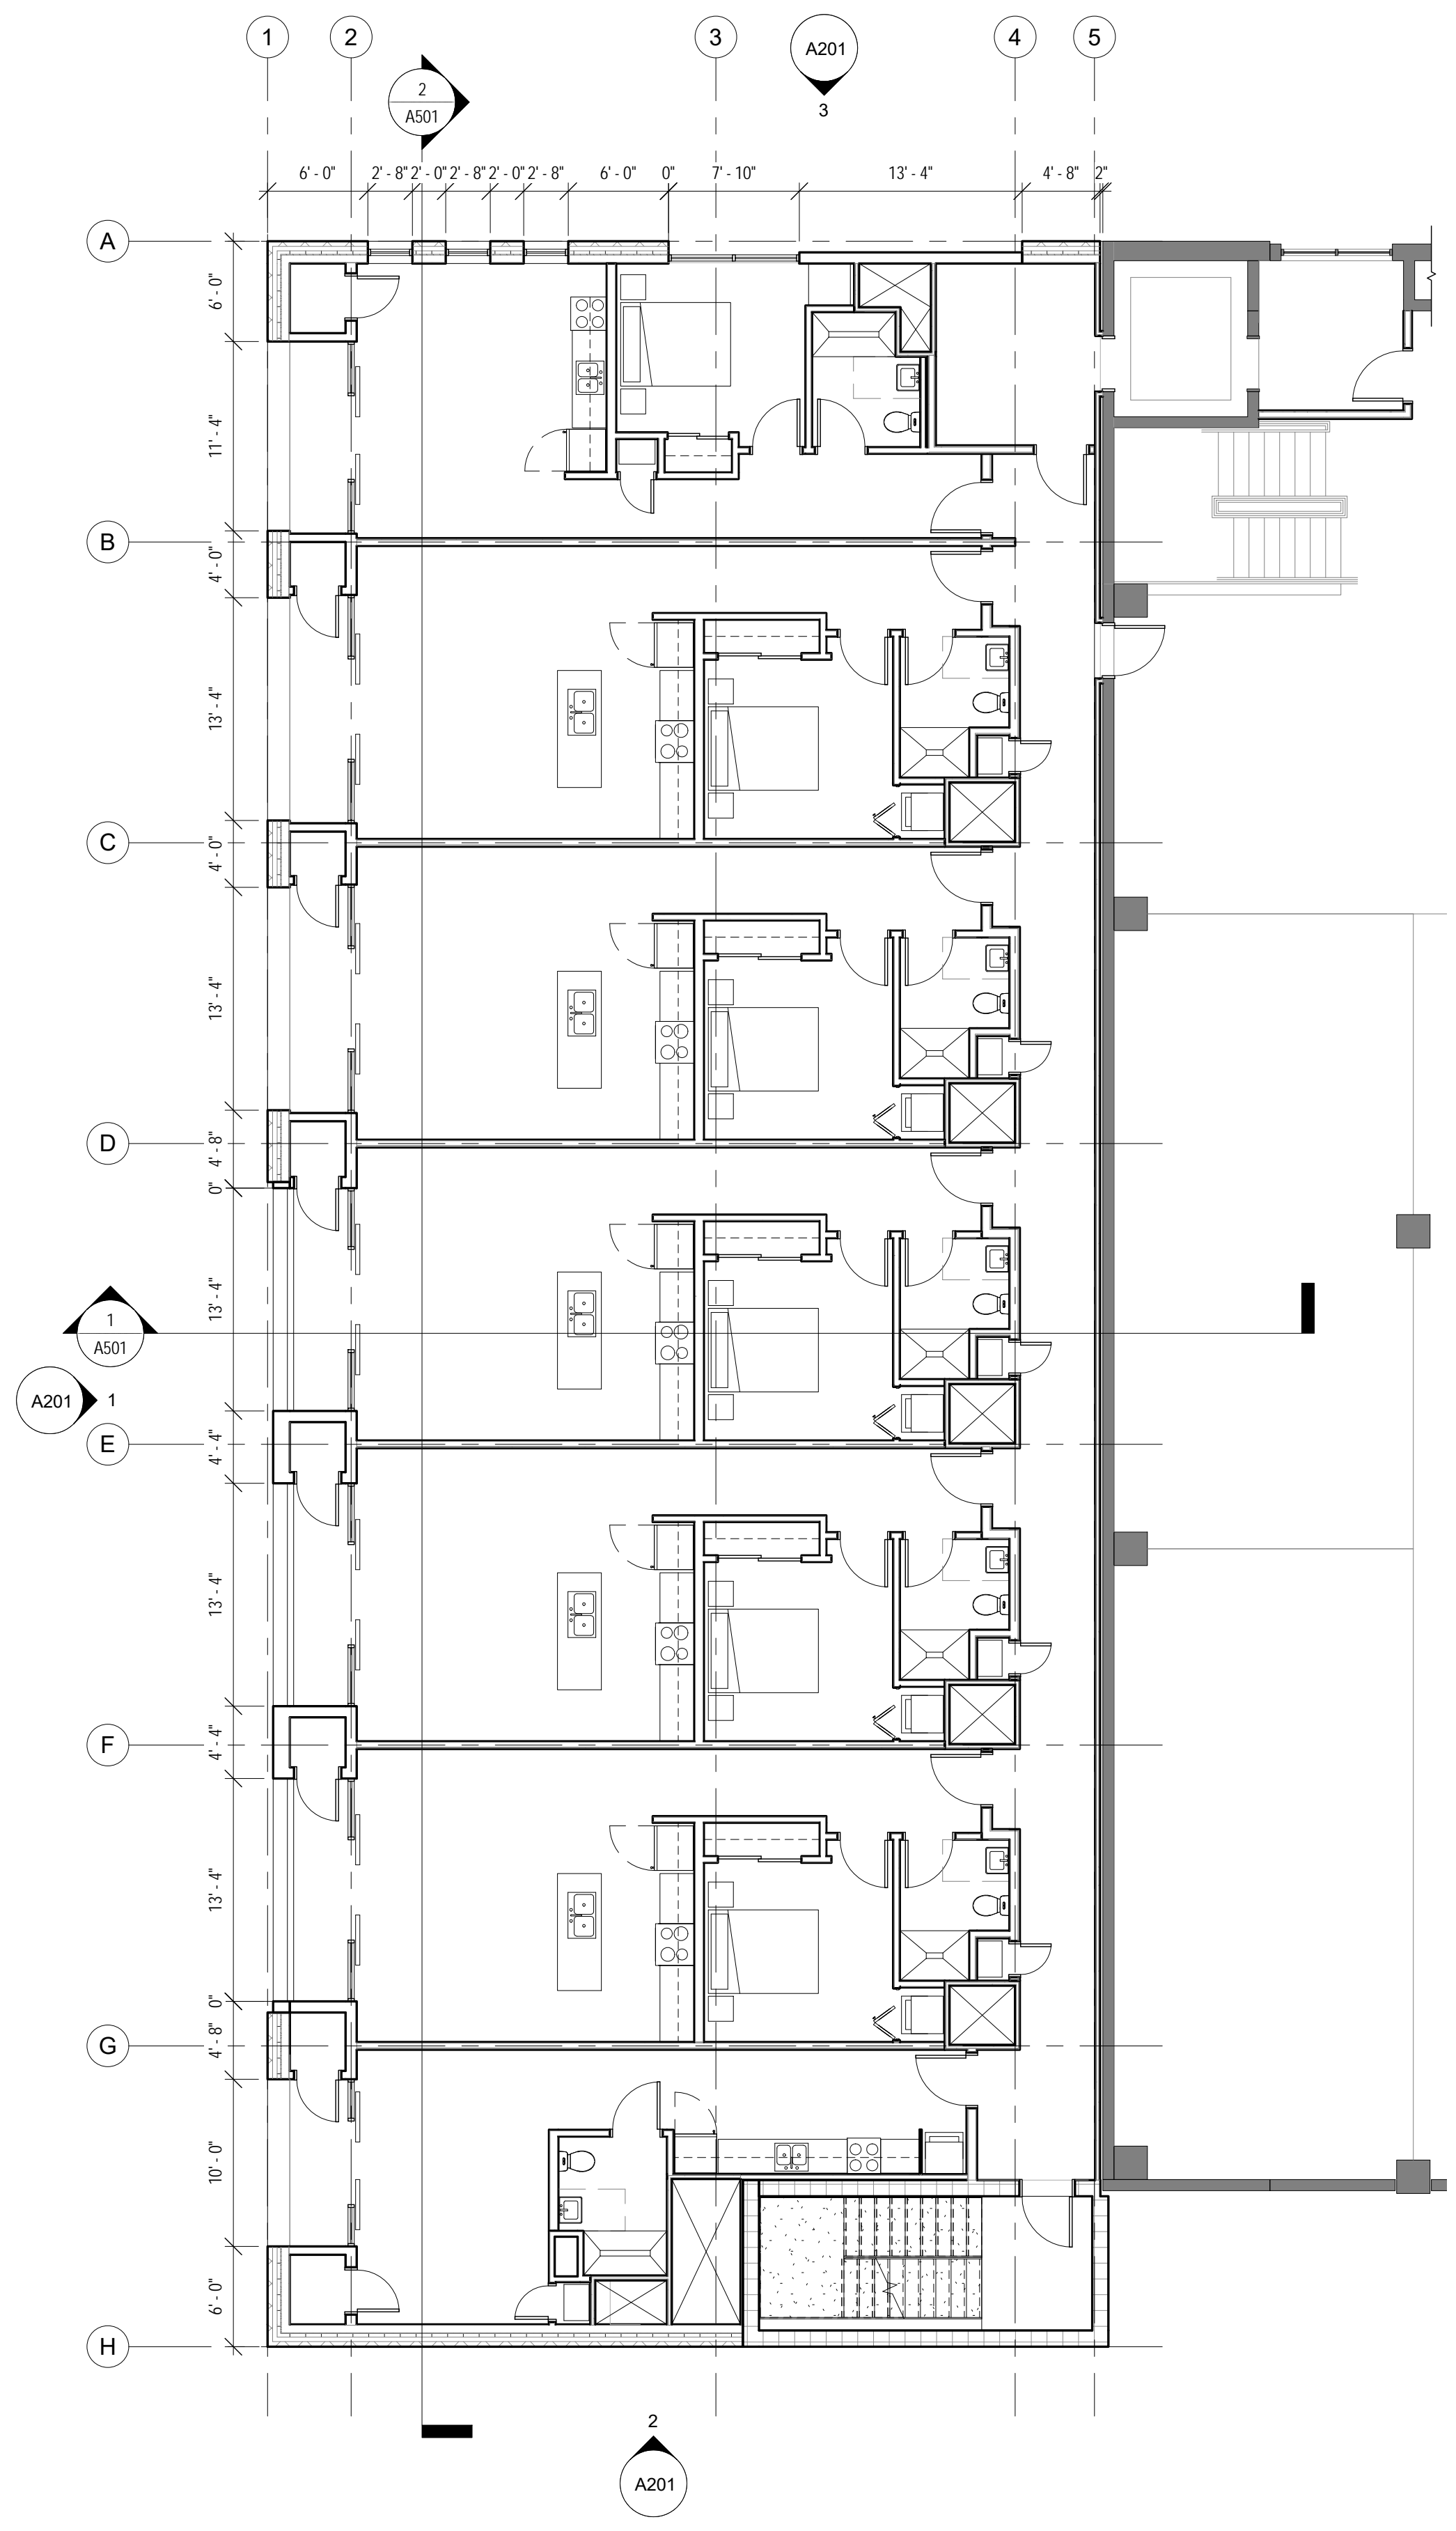 1 2 3 4 5
A201
3
2
A501
6' - 0" 2' - 8" 2' - 0" 2' - 8" 2' - 0" 2' - 8" 6' - 0" 0" 7' - 10" 13' - 4" 4' - 8" 2"
A
6' - 0"
11' - 4"
B
4' - 0"
13' - 4"
C
4' - 0"
13' - 4"
D
4' - 8"
0"
13' - 4"
1
A501
A201 1
E
4' - 4"
13' - 4"
F
4' - 4"
13' - 4"
0"
G
4' - 8"
10' - 0"
6' - 0"
H
2
A201